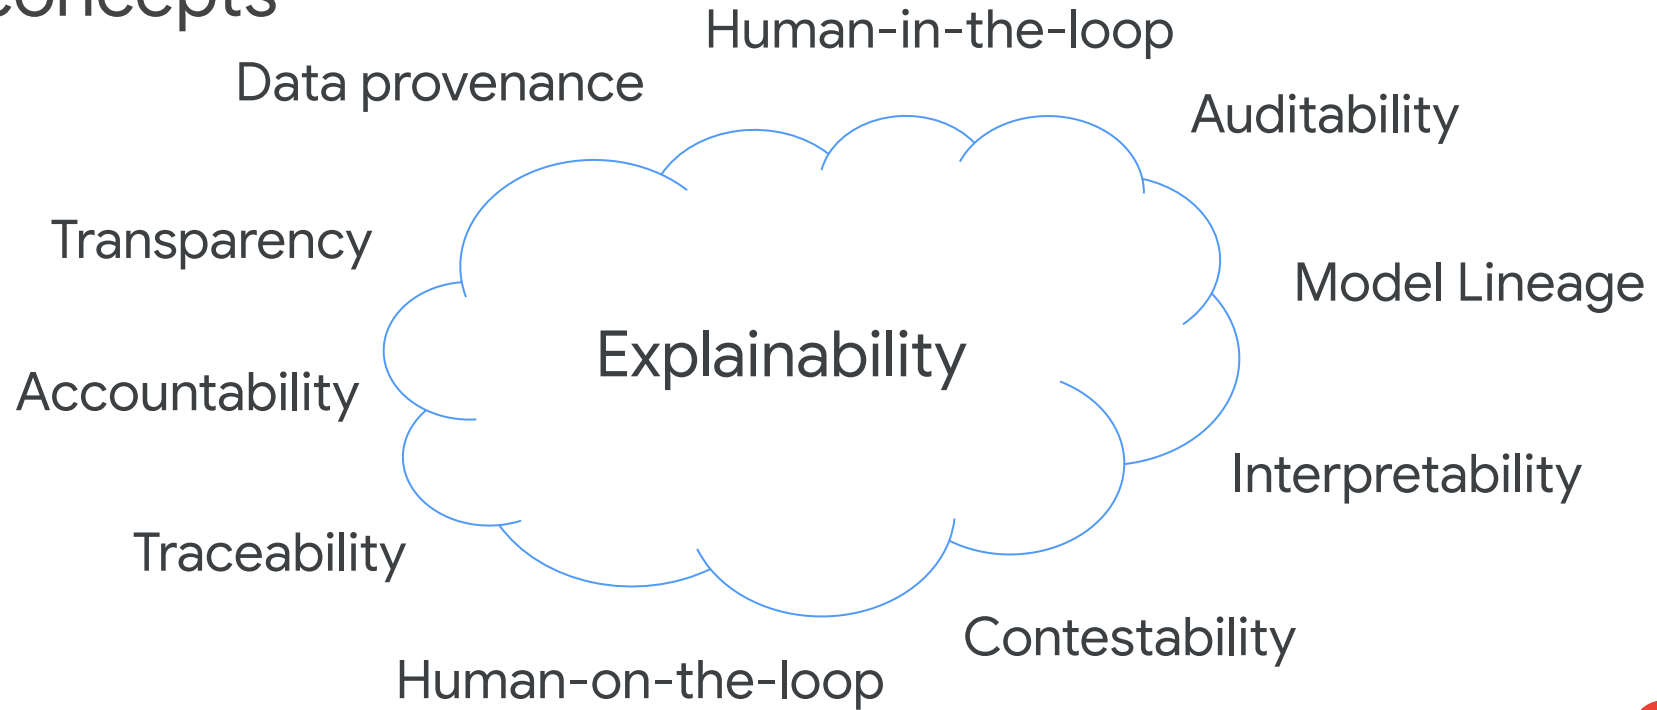 concepts
Human-in-the-loop
Data provenance
Auditability
Transparency
Model Lineage
Explainability
Accountability
Interpretability
Traceability
Contestability
Human-on-the-loop